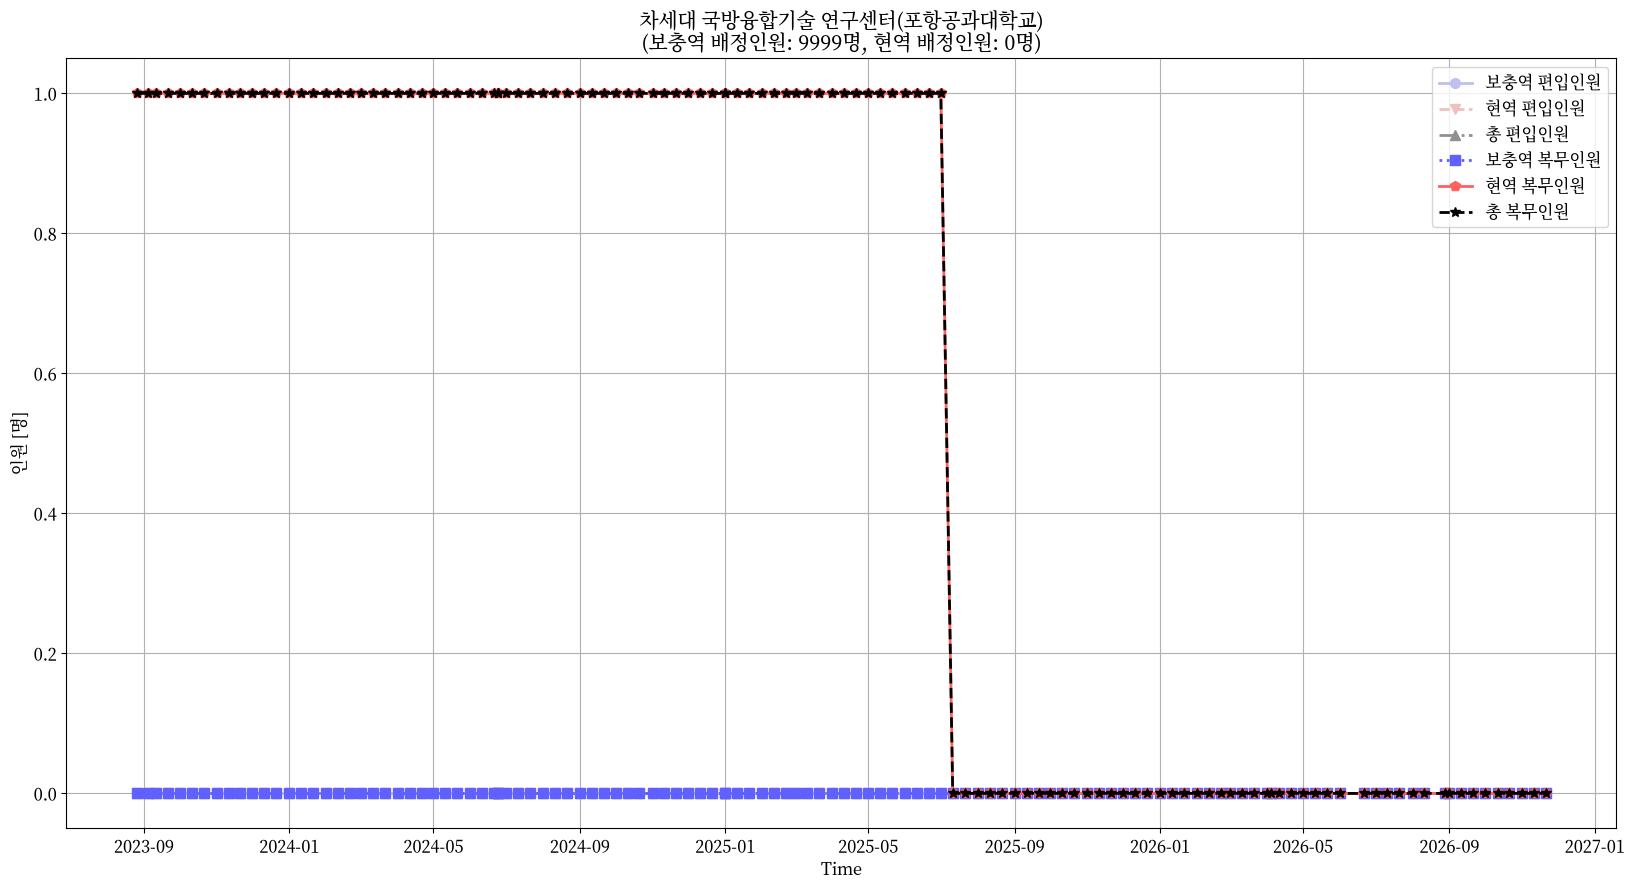 차세대 국방융합기술 연구센터(포항공과대학교)
(보충역 배정인원: 9999명, 현역 배정인원: 0명)
인원 [명]
1.0
0.8
0.6
0.4
0.2
0.0
보충역 편입인원
현역 편입인원
총 편입인원
보충역 복무인원
현역 복무인원
총 복무인원
2023-09
2024-01
2024-05
2024-09
2025-01
2025-05
2025-09
2026-01
2026-05
2026-09
2027-01
Time